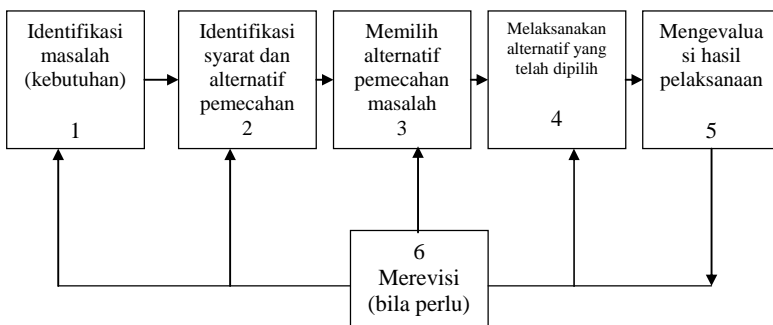 Identifikasi
masalah
(kebutuhan)
1
Identifikasi
syarat dan
alternatif
pemecahan
2
Memilih
alternatif
pemecahan
masalah
3
Melaksanakan
alternatif yang
telah dipilih
4
Mengevalua
si hasil
pelaksanaan
5
6
Merevisi
(bila perlu)